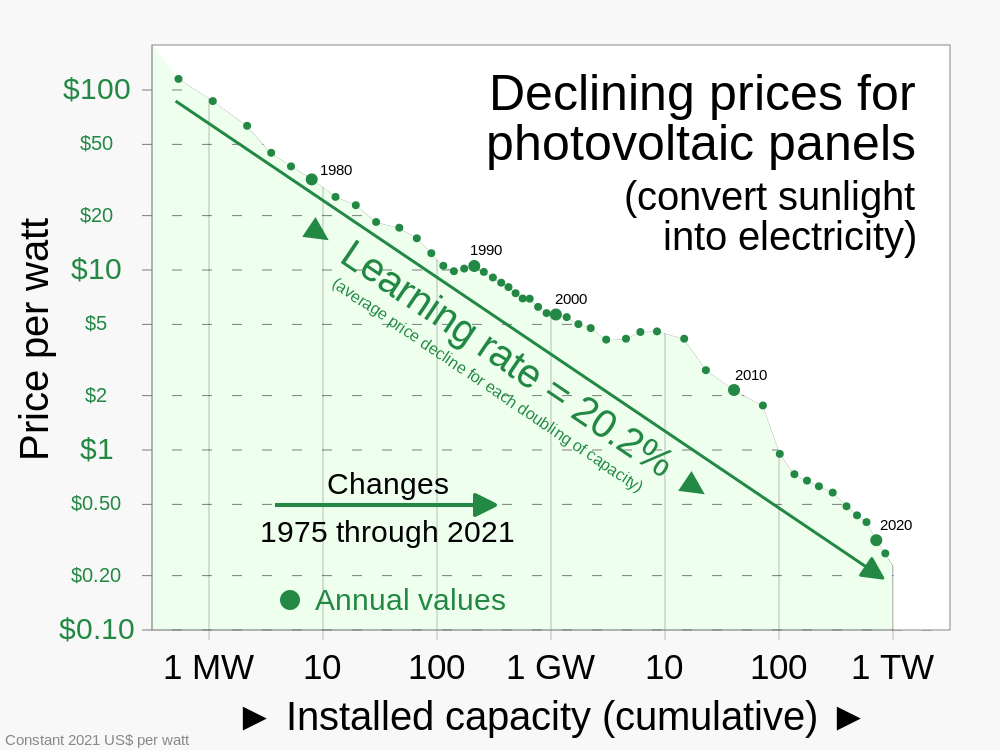 Declining prices for
photovoltaic panels
(convert sunlight
into electricity)
Price per watt
$100
$50
$20
$10
$5
$2
$1
$0.50
$0.20
$0.10
1980
1990
2000
2010
2020
Learning rate = 20.2%
(average price decline for each doubling of capacity)
Changes
1975 through 2021
Annual values
1 MW 10 100 1 GW 10 100 1 TW
► Installed capacity (cumulative) ►
Constant 2021 US$ per watt